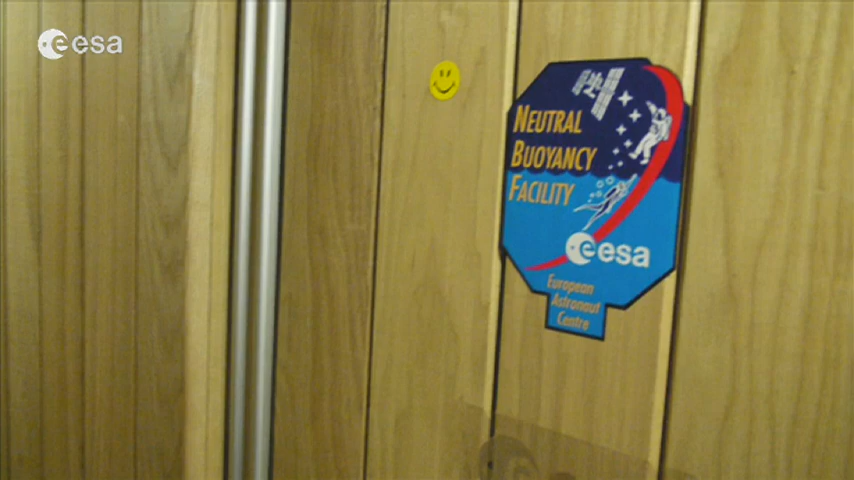 esa
NEUTRAL
BUOYANCY
FACILITY
esa
European
Astronaut
Centre